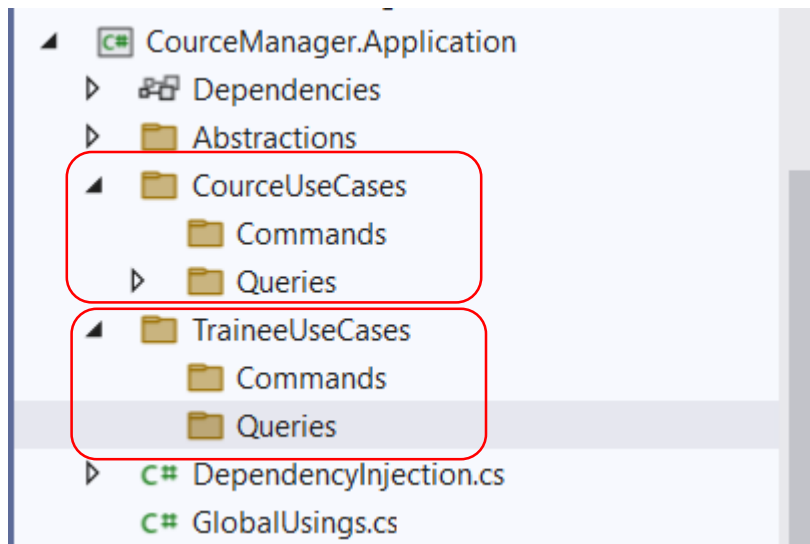 CourceManager.Application
Dependencies
Abstractions
CourceUseCases
Commands
Queries
TraineeUseCases
Commands
Queries
C# DependencyInjection.cs
C# GlobalUsings.cs